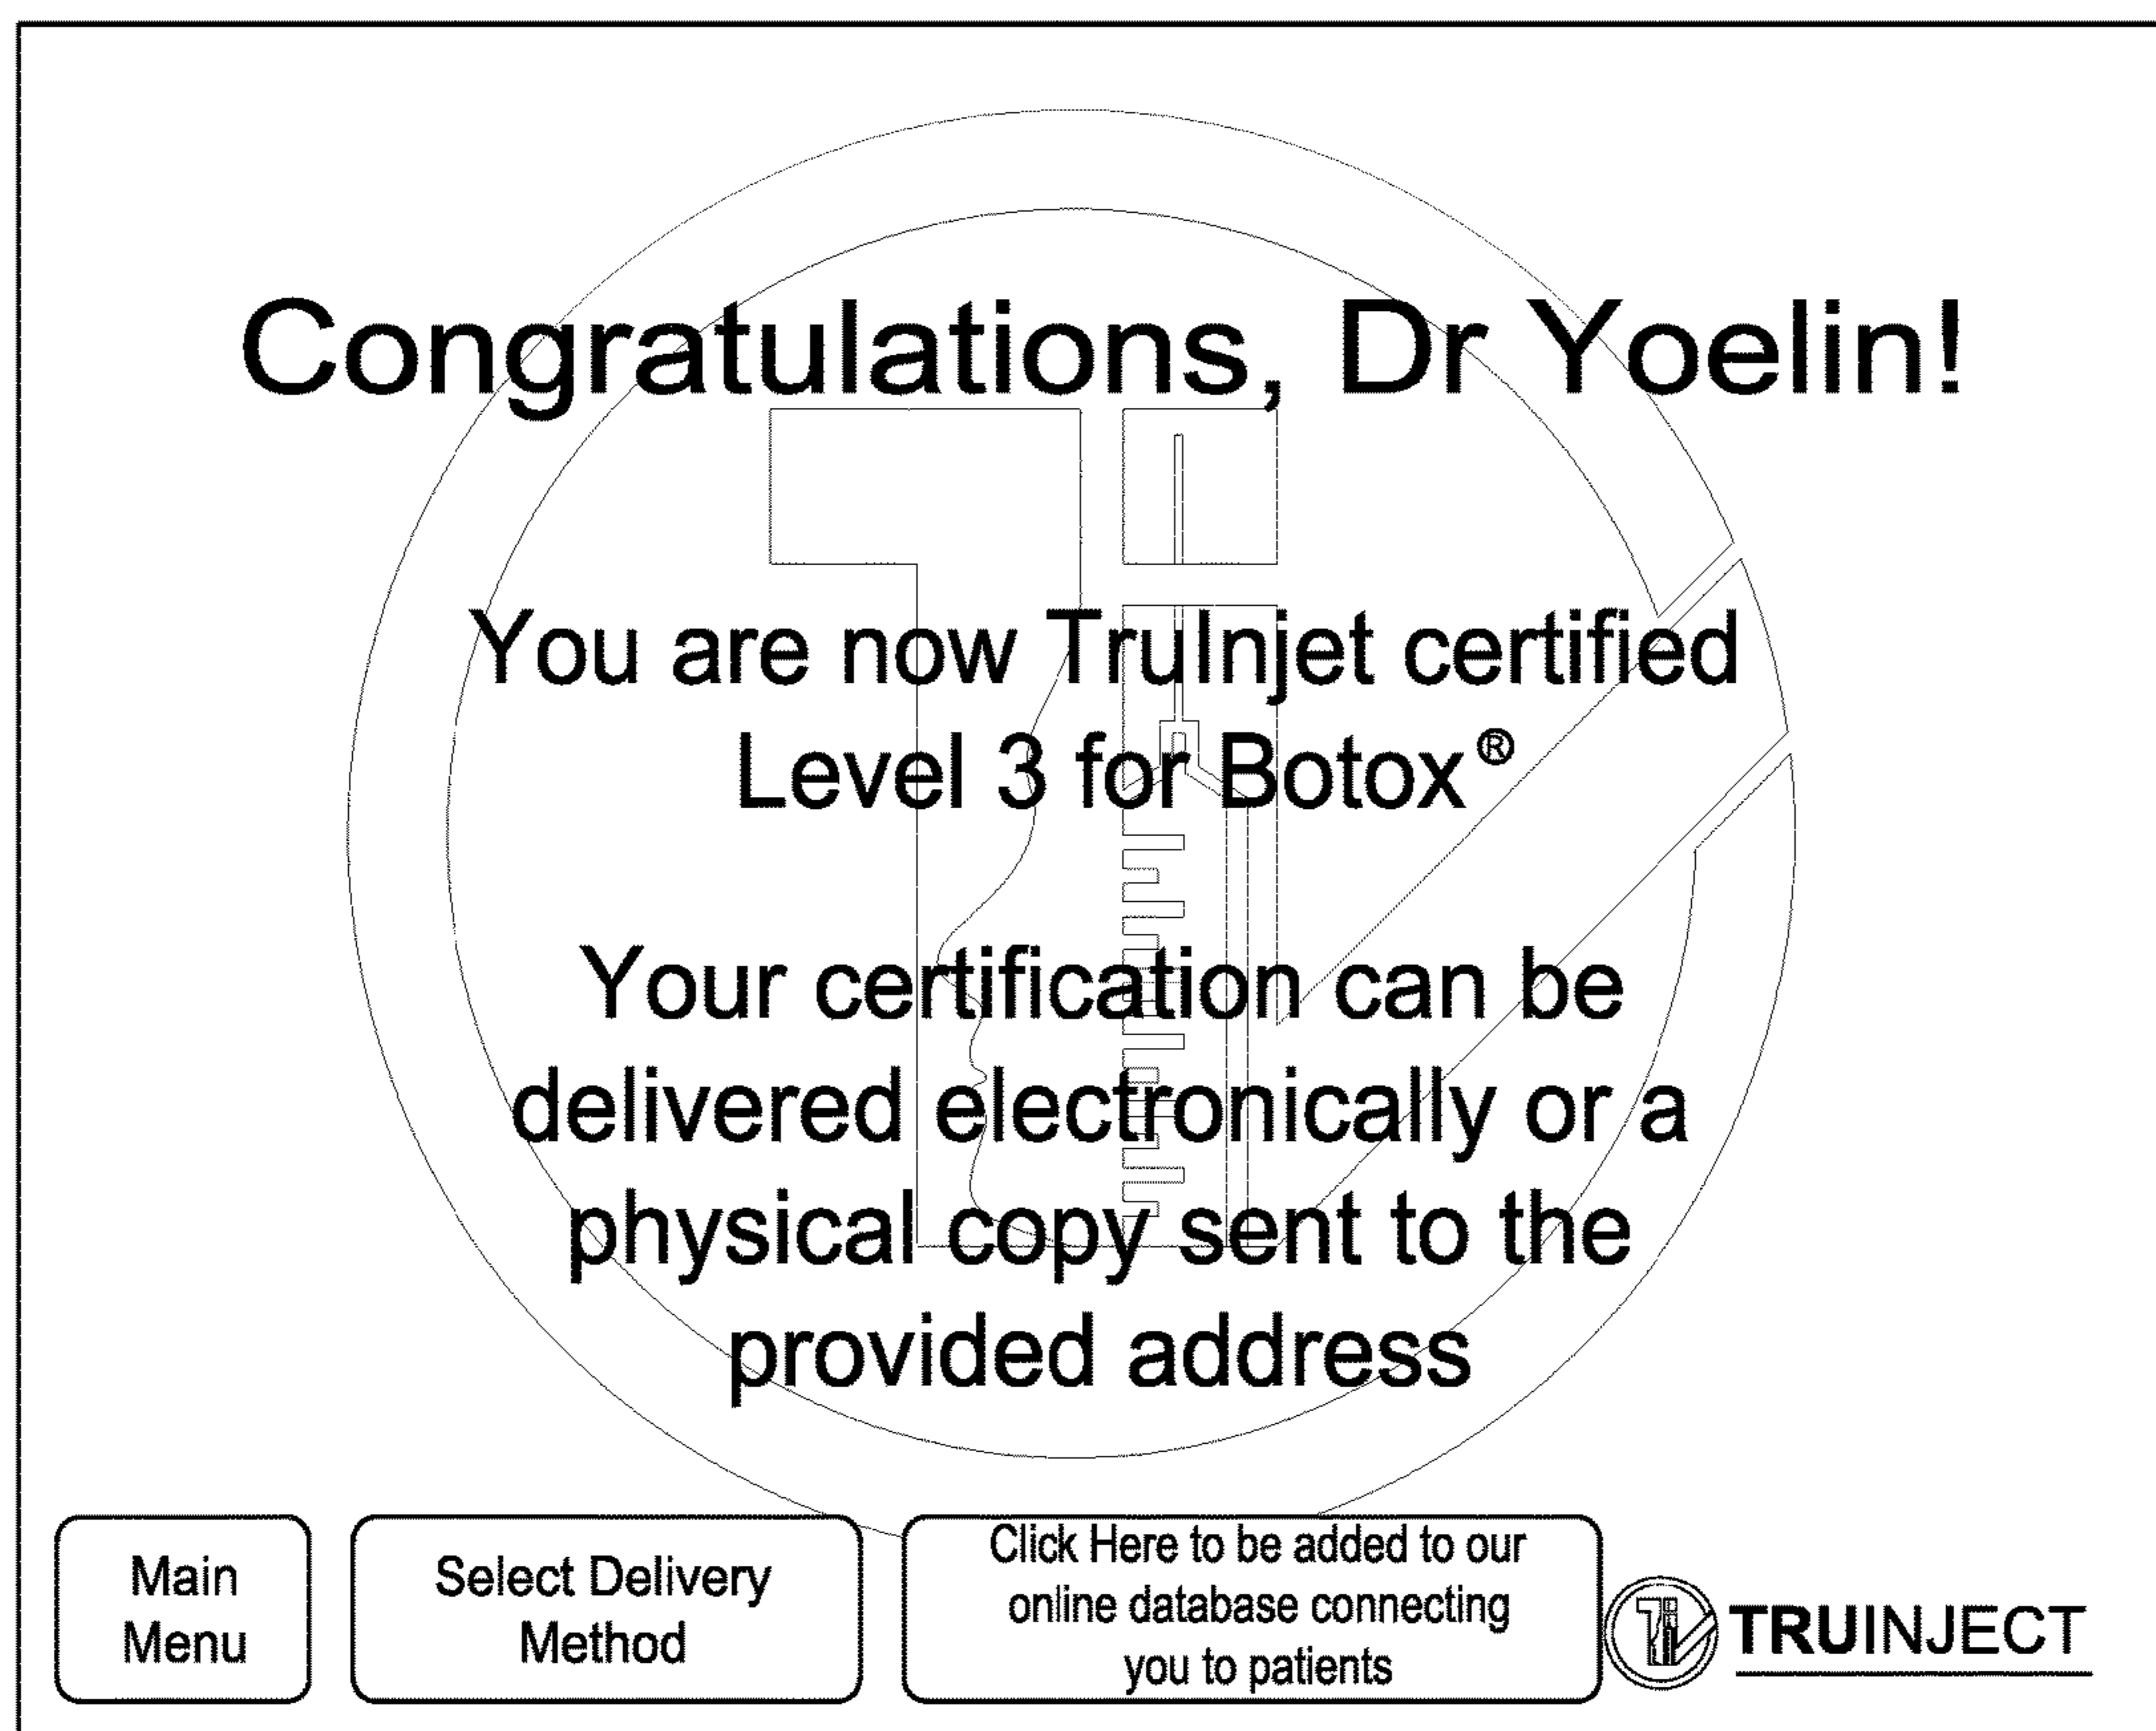 Congratulations, Dr Yoelin!
You are now TruInjet certified
Level 3 for Botox®
Your certification can be
delivered electronically or a
physical copy sent to the
provided address
Main
Menu
Select Delivery
Method
Click Here to be added to our
online database connecting
you to patients
TRUINJECT